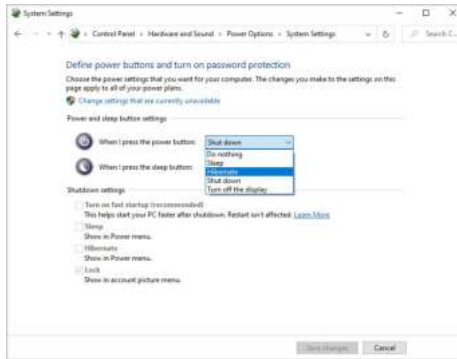 System Settings
Control Panel › Hardware and Sound › Power Options › System Settings
Search C...
Define power buttons and turn on password protection
Choose the power settings that you want for your computer. The changes you make to the settings on this
page apply to all of your power plans.
Change settings that are currently unavailable
Power and sleep button settings
When I press the power button: Shut down
Do nothing
Sleep
When I press the sleep button: Hibernate
Shut down
Turn off the display
Shutdown settings
Turn on fast startup (recommended)
This helps start your PC faster after shutdown. Restart isn't affected. Learn More
Sleep
Show in Power menu.
Hibernate
Show in Power menu.
Lock
Show in account picture menu.
Save changes Cancel